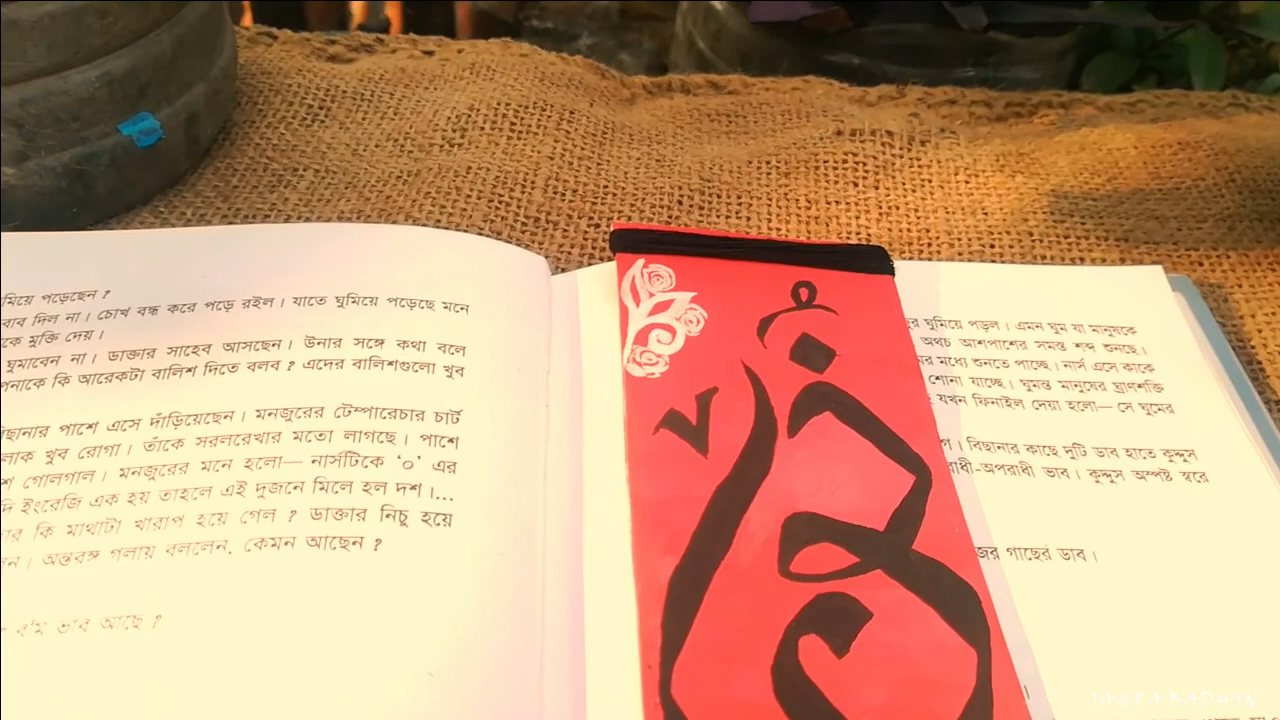 মিয়ে পড়েছেন ?
বাব দিল না। চোখ বন্ধ করে পড়ে রইল। যাতে ঘুমিয়ে পড়েছে মনে
কে মুক্তি দেয়।
ঘুমাবেন না। ডাক্তার সাহেব আসছেন। উনার সঙ্গে কথা বলে
পনাকে কি আরেকটা বালিশ দিতে বলব ? এদের বালিশগুলো খুব
বিছানার পাশে এসে দাঁড়িয়েছেন। মনজুরের টেম্পারেচার চার্ট
লোক খুব রোগা। তাঁকে সরলরেখার মতো লাগছে। পাশে
শ গোলগাল। মনজুরের মনে হলো— নার্সটিকে ‘০’ এর
দি ইংরেজি এক হয় তাহলে এই দুজনে মিলে হল দশ।...
ার কি মাথাটা খারাপ হয়ে গেল ? ডাক্তার নিচু হয়ে
লেন। অন্তরঙ্গ গলায় বললেন, কেমন আছেন ?
ভাব আছে ?
ঘুমিয়ে পড়ল। এমন ঘুম যা মানুষকে
অথচ আশপাশের সমস্ত শব্দ শুনছে।
মধ্যে শুনতে পাচ্ছে। নার্স এসে কাকে
শোনা যাচ্ছে। ঘুমন্ত মানুষের ঘ্রাণশক্তি
যখন ফিনাইল দেয়া হলো— সে ঘুমের
। বিছানার কাছে দুটি ডাব হাতে কুদ্দুস
রাধী-অপরাধী ভাব। কুদ্দুস অস্পষ্ট স্বরে
গাছের ডাব।